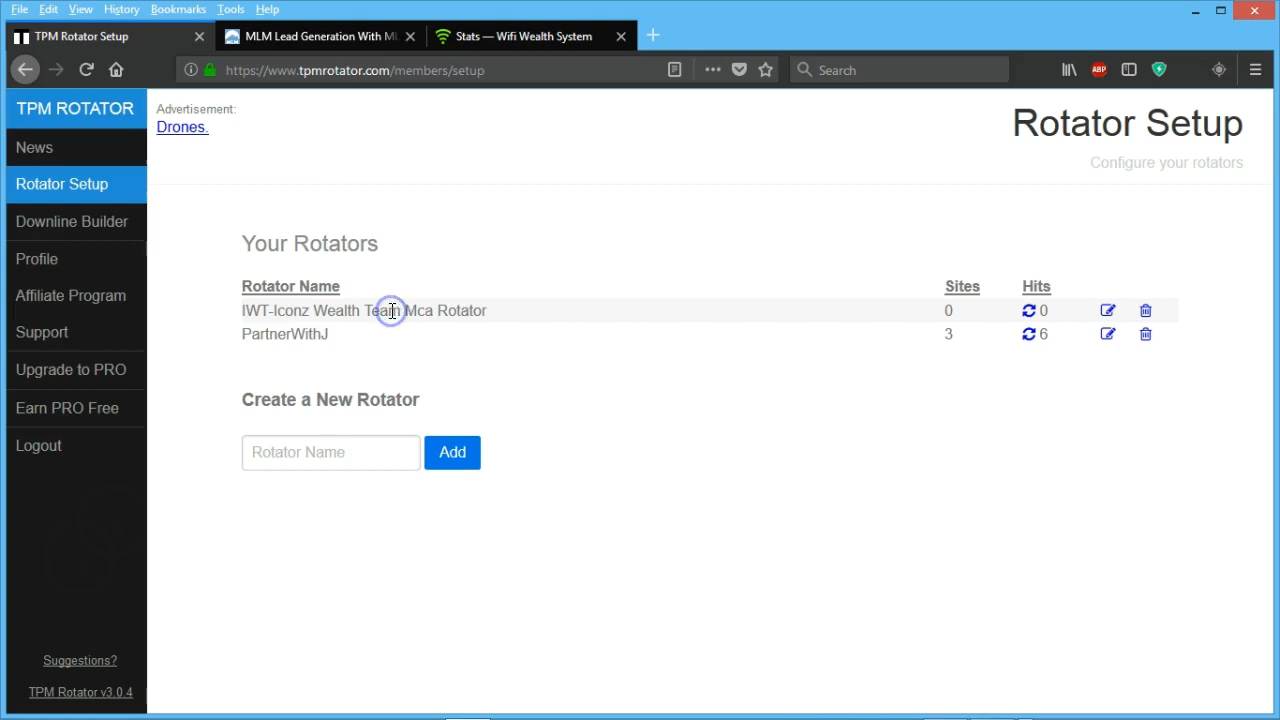 File Edit View History Bookmarks Tools Help
TPM Rotator Setup
MLM Lead Generation With ML
Stats — Wifi Wealth System
https://www.tpmrotator.com/members/setup
Search
ABP
TPM ROTATOR
News
Rotator Setup
Downline Builder
Profile
Affiliate Program
Support
Upgrade to PRO
Earn PRO Free
Logout
Suggestions?
TPM Rotator v3.0.4
Advertisement:
Drones.
Rotator Setup
Configure your rotators
Your Rotators
Rotator Name Sites Hits
IWT-Iconz Wealth Team Mca Rotator 0 0
PartnerWithJ 3 6
Create a New Rotator
Rotator Name Add